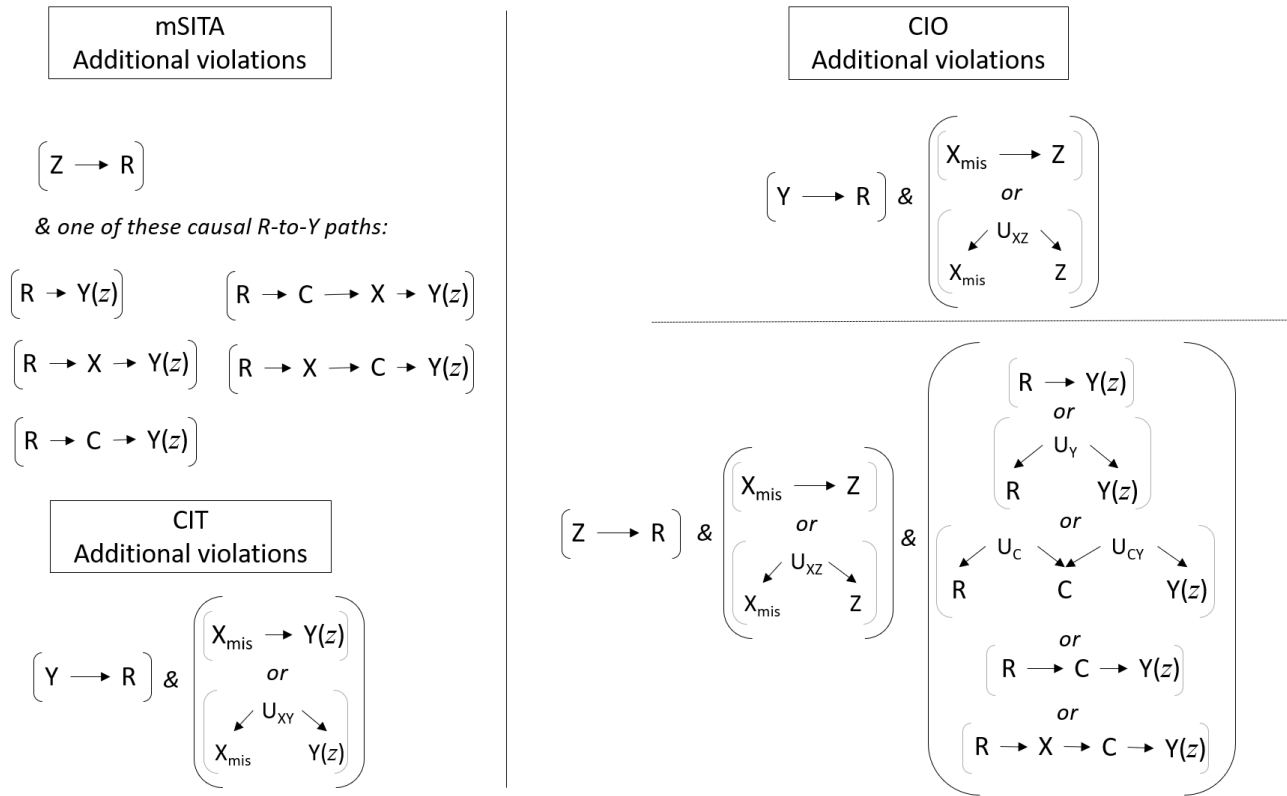 mSITA
Additional violations
Z → R
& one of these causal R-to-Y paths:
R → Y(z)
R → C → X → Y(z)
R → X → Y(z)
R → X → C → Y(z)
R → C → Y(z)
CIT
Additional violations
Y → R & X_mis → Y(z)
or
U_XY
X_mis Y(z)
CIO
Additional violations
Y → R & X_mis → Z
or
U_XZ
X_mis Z
Z → R & X_mis → Z
or
U_XZ
X_mis Z
&
R → Y(z)
or
U_Y
R Y(z)
or
U_C U_CY
R C Y(z)
or
R → C → Y(z)
or
R → X → C → Y(z)